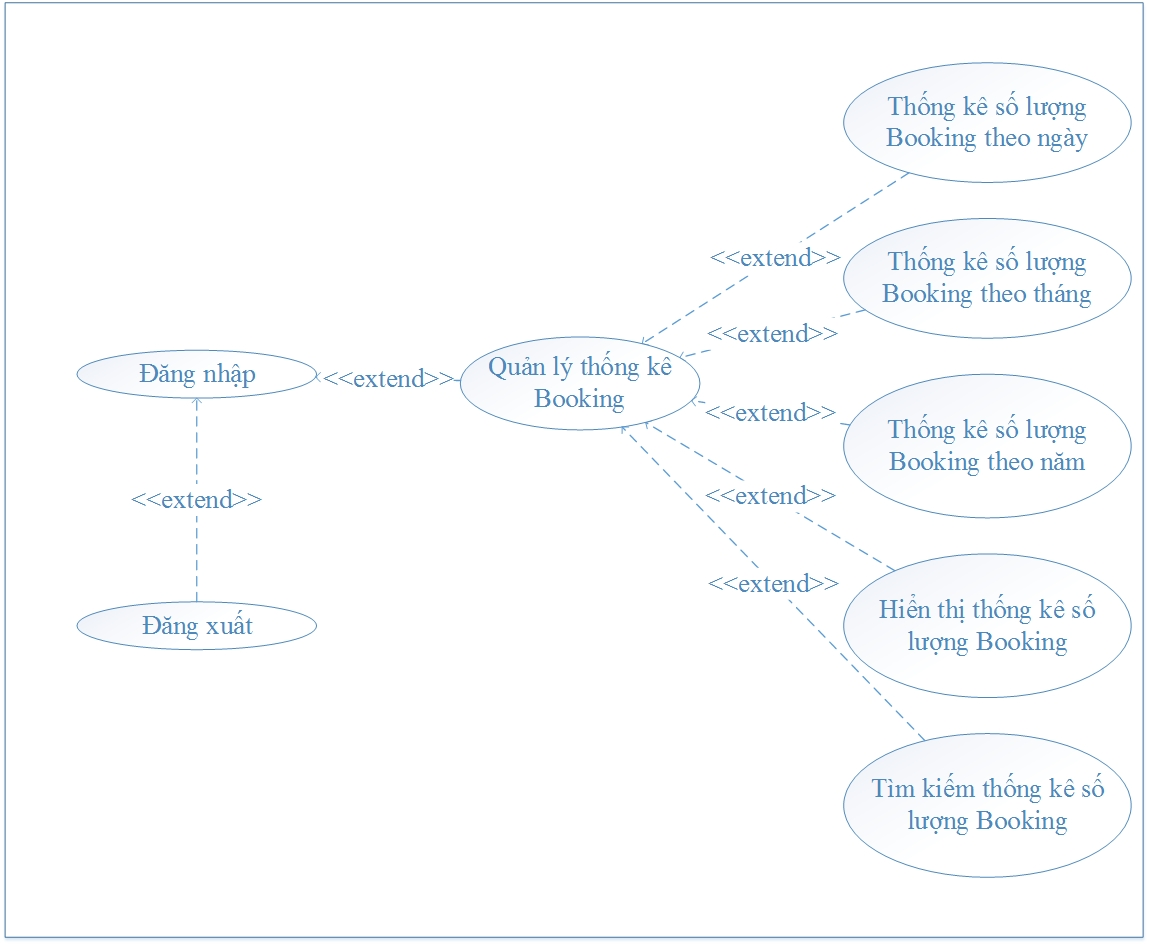 Thống kê số lượng
Booking theo ngày
<<extend>>
Thống kê số lượng
Booking theo tháng
<<extend>>
Đăng nhập
<<extend>>
Quản lý thống kê
Booking
<<extend>>
Thống kê số lượng
Booking theo năm
<<extend>>
<<extend>>
<<extend>>
Đăng xuất
Hiển thị thống kê số
lượng Booking
Tìm kiếm thống kê số
lượng Booking